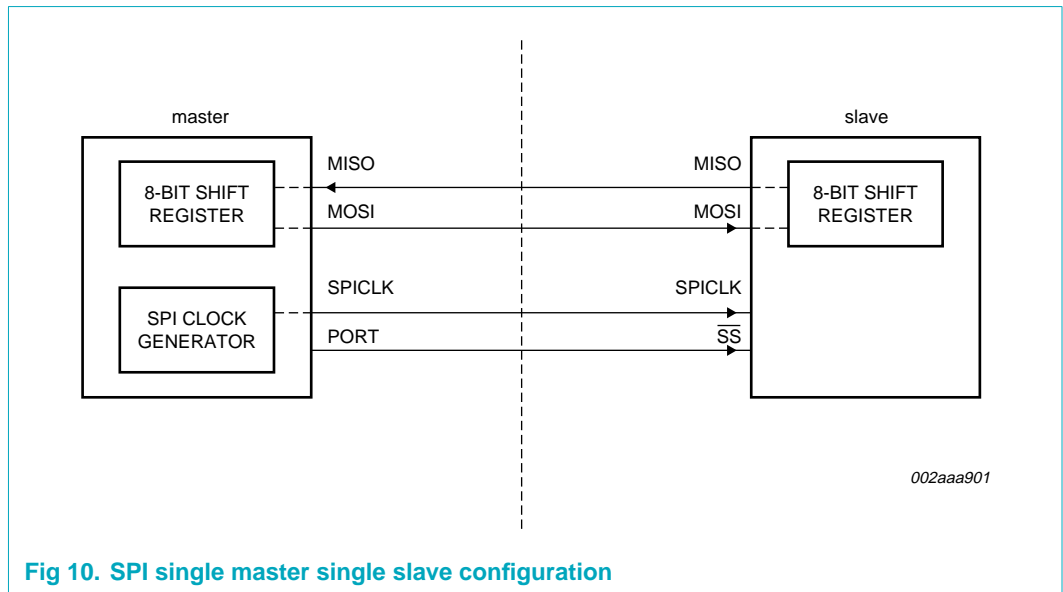 master
slave
8-BIT SHIFT
REGISTER
MISO
MISO
MOSI
MOSI
8-BIT SHIFT
REGISTER
SPI CLOCK
GENERATOR
SPICLK
SPICLK
PORT
S̅S̅
002aaa901
Fig 10. SPI single master single slave configuration